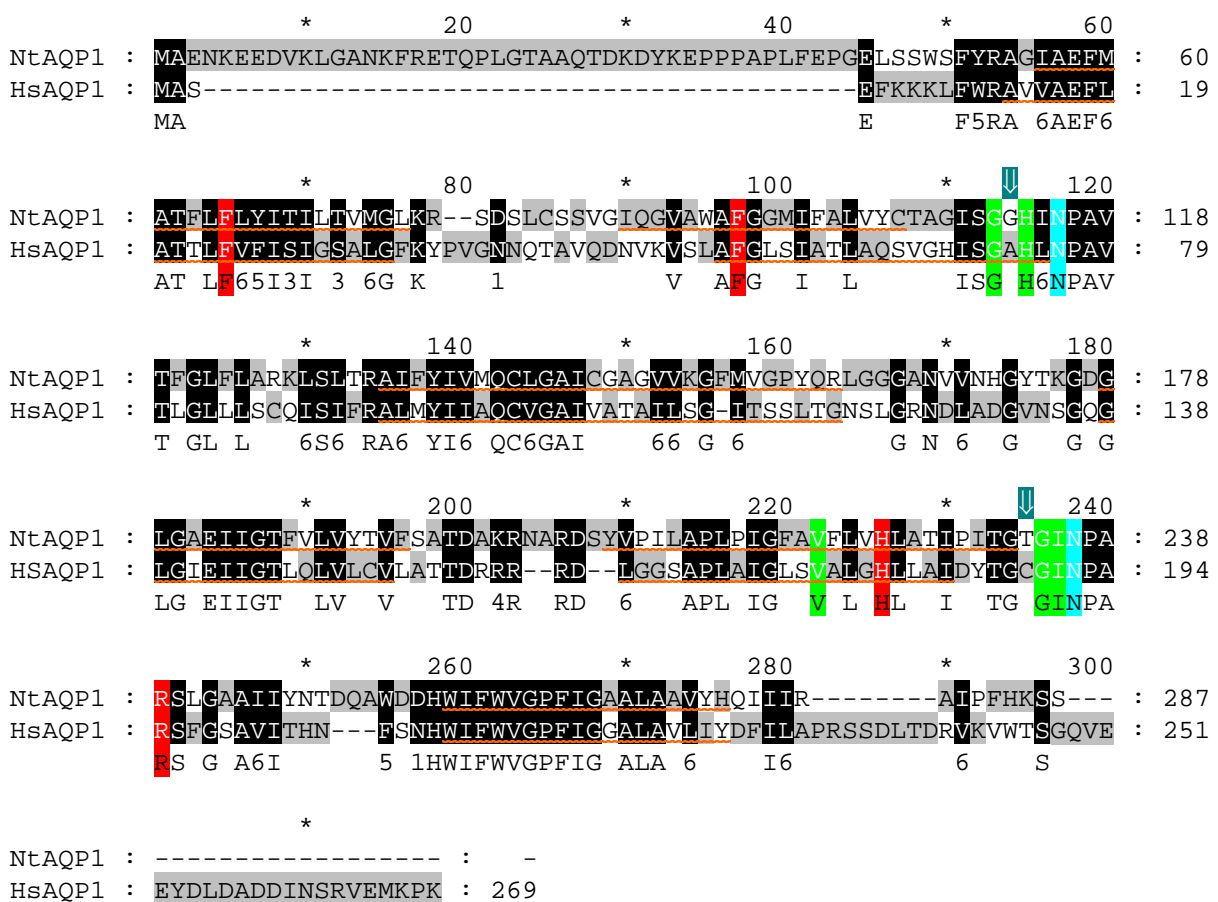 * 20 * 40 * 60
NtAQP1 : MAENKEEDVKLGANKFRETQPLGTAAQTDKDYKEPPPAPLFEPGELSSWSFYRAGIAEFM : 60
HsAQP1 : MAS-----------------------------------------EFKKKLFWRAVVAEFL : 19
MA E F5RA 6AEF6
⇓
* 80 * 100 * 120
NtAQP1 : ATFLFLYITILTVMGLKR--SDSLCSSVGIQGVAWAFGGMIFALVYCTAGISGGHINPAV : 118
HsAQP1 : ATTLFVFISIGSALGFKYPVGNNQTAVQDNVKVSLAFGLSIATLAQSVGHISGAHLNPAV : 79
AT LF65I3I 3 6G K 1 V AFG I L ISG H6NPAV
* 140 * 160 * 180
NtAQP1 : TFGLFLARKLSLTRAIFYIVMQCLGAICGAGVVKGFMVGPYQRLGGGANVVNHGYTKGDG : 178
HsAQP1 : TLGLLLSCQISIFRALMYIIAQCVGAIVATAILSG-ITSSLTGNSLGRNDLADGVNSGQG : 138
T GL L 6S6 RA6 YI6 QC6GAI 66 G 6 G N 6 G G G
⇓
* 200 * 220 * 240
NtAQP1 : LGAEIIGTFVLVYTVFSATDAKRNARDSYVPILAPLPIGFAVFLVHLATIPITGTGINPA : 238
HSAQP1 : LGIEIIGTLQLVLCVLATTDRRR--RD--LGGSAPLAIGLSVALGHLLAIDYTGCGINPA : 194
LG EIIGT LV V TD 4R RD 6 APL IG V L HL I TG GINPA
* 260 * 280 * 300
NtAQP1 : RSLGAAIIYNTDQAWDDHWIFWVGPFIGAALAAVYHQIIIR--------AIPFHKSS--- : 287
HsAQP1 : RSFGSAVITHN---FSNHWIFWVGPFIGGALAVLIYDFILAPRSSDLTDRVKVWTSGQVE : 251
RS G A6I 5 1HWIFWVGPFIG ALA 6 I6 6 S
*
NtAQP1 : ------------------ : -
HsAQP1 : EYDLDADDINSRVEMKPK : 269